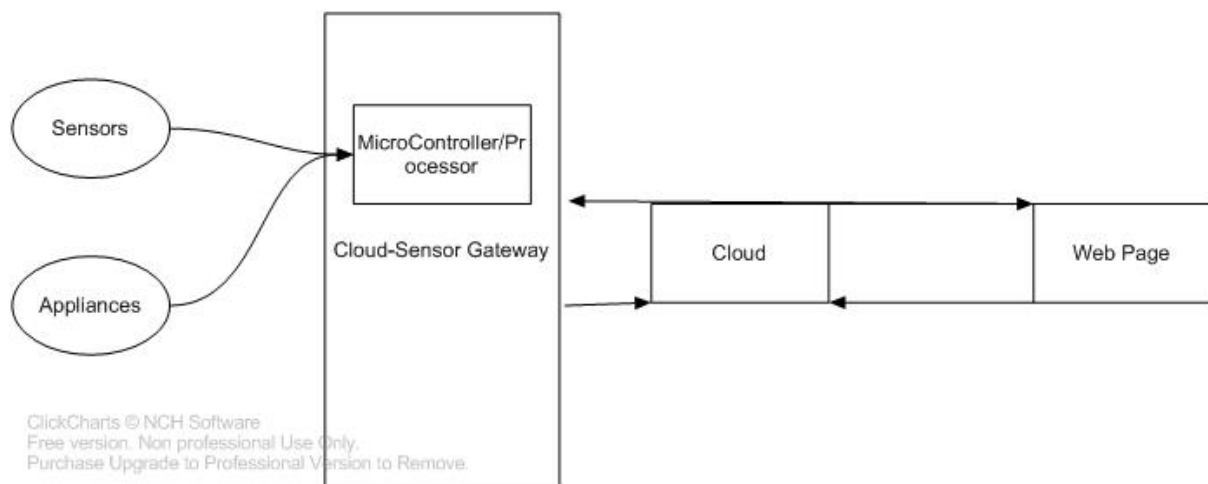 Sensors
MicroController/Pr
ocessor
Cloud-Sensor Gateway
Cloud
Web Page
Appliances
ClickCharts © NCH Software
Free version. Non professional Use Only.
Purchase Upgrade to Professional Version to Remove.